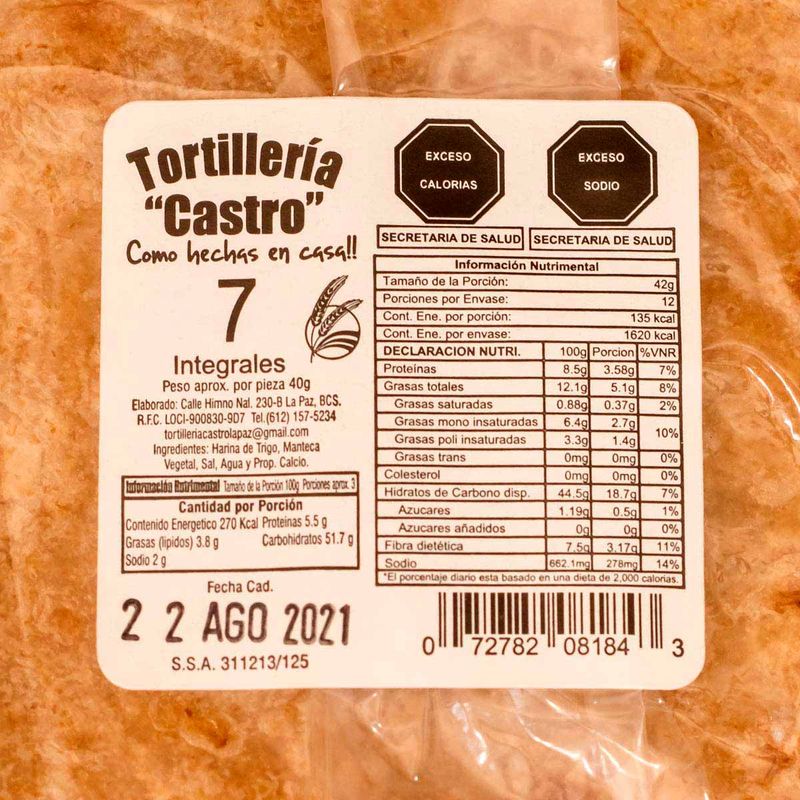 Tortillería
"Castro"
Como hechas en casa!!
7
Integrales
Peso aprox. por pieza 40g
Elaborado: Calle Himno Nal. 230-B La Paz, BCS.
R.F.C. LOCI-900830-9D7 Tel.(612) 157-5234
tortilleriacastrolapaz@gmail.com
Ingredientes: Harina de Trigo, Manteca
Vegetal, Sal, Agua y Prop. Calcio.
Información Nutrimental Tamaño de la Porción 100g, Porciones aprox. 3
Cantidad por Porción
Contenido Energetico 270 Kcal Proteinas 5.5 g
Grasas (lipidos) 3.8 g Carbohidratos 51.7 g
Sodio 2 g
Fecha Cad.
2 2 AGO 2021
S.S.A. 311213/125
EXCESO
CALORIAS
SECRETARIA DE SALUD
EXCESO
SODIO
SECRETARIA DE SALUD
Información Nutrimental
Tamaño de la Porción: 42g
Porciones por Envase: 12
Cont. Ene. por porción: 135 kcal
Cont. Ene. por envase: 1620 kcal
DECLARACION NUTRI. 100g Porcion %VNR
Proteínas 8.5g 3.58g 7%
Grasas totales 12.1g 5.1g 8%
Grasas saturadas 0.88g 0.37g 2%
Grasas mono insaturadas 6.4g 2.7g
Grasas poli insaturadas 3.3g 1.4g 10%
Grasas trans 0mg 0mg 0%
Colesterol 0mg 0mg 0%
Hidratos de Carbono disp. 44.5g 18.7g 7%
Azucares 1.19g 0.5g 1%
Azucares añadidos 0g 0g 0%
Fibra dietética 7.5g 3.17g 11%
Sodio 662.1mg 278mg 14%
*El porcentaje diario esta basado en una dieta de 2,000 calorias.
0 72782 08184 3